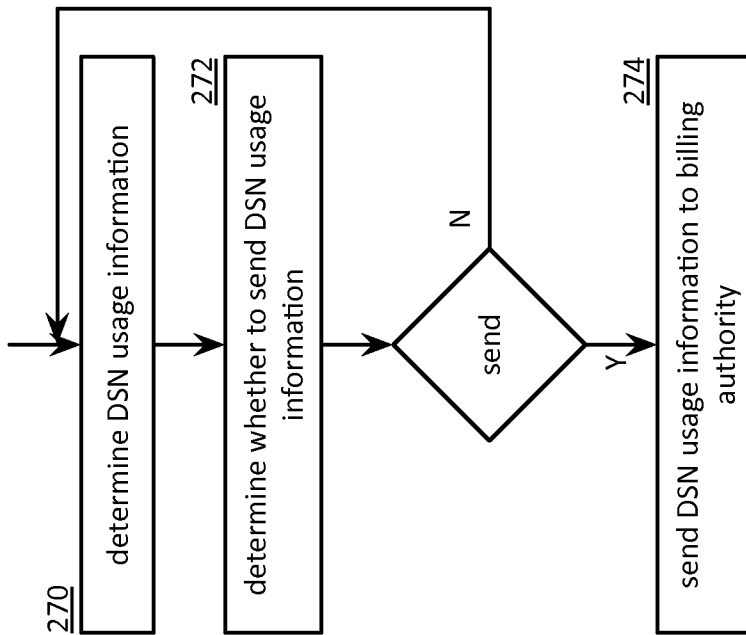 270
determine DSN usage information
272
determine whether to send DSN usage
information
send
N
Y
274
send DSN usage information to billing
authority